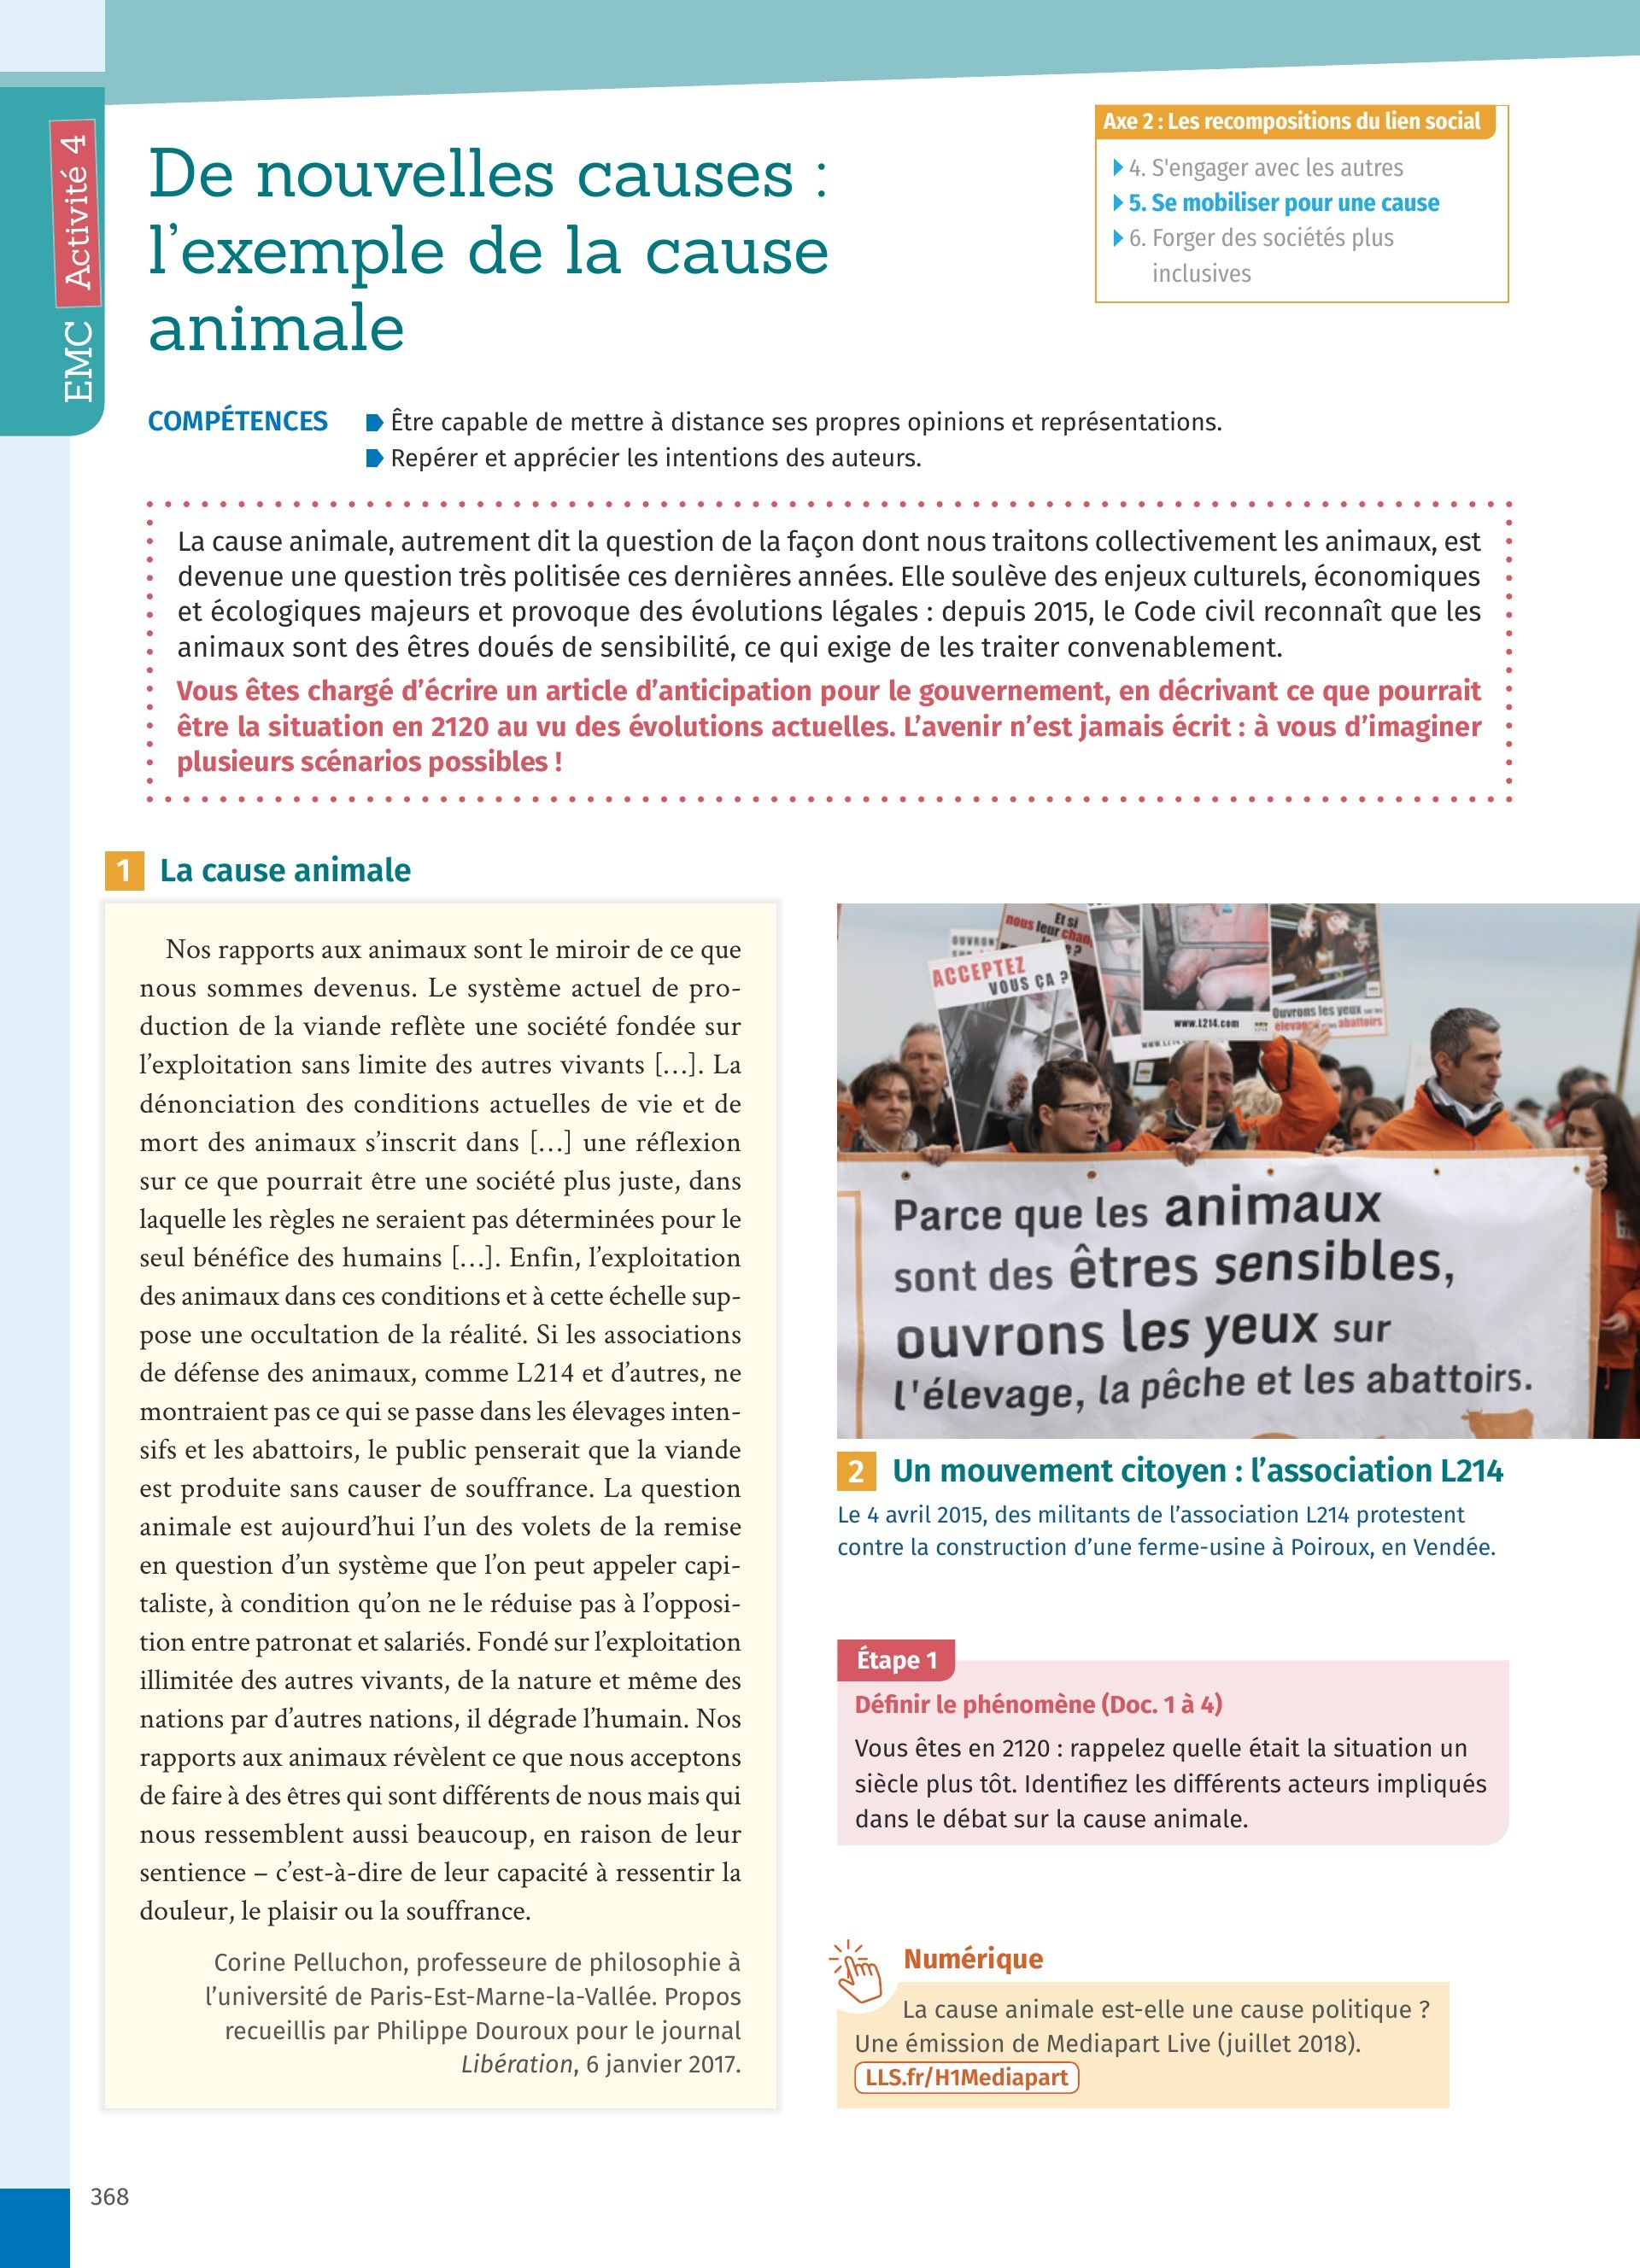 EMC Activité 4
De nouvelles causes :
l'exemple de la cause
animale
Axe 2 : Les recompositions du lien social
4. S'engager avec les autres
5. Se mobiliser pour une cause
6. Forger des sociétés plus
inclusives
COMPÉTENCES
Être capable de mettre à distance ses propres opinions et représentations.
Repérer et apprécier les intentions des auteurs.
La cause animale, autrement dit la question de la façon dont nous traitons collectivement les animaux, est
devenue une question très politisée ces dernières années. Elle soulève des enjeux culturels, économiques
et écologiques majeurs et provoque des évolutions légales : depuis 2015, le Code civil reconnaît que les
animaux sont des êtres doués de sensibilité, ce qui exige de les traiter convenablement.
Vous êtes chargé d'écrire un article d'anticipation pour le gouvernement, en décrivant ce que pourrait
être la situation en 2120 au vu des évolutions actuelles. L'avenir n'est jamais écrit : à vous d'imaginer
plusieurs scénarios possibles !
1 La cause animale
Nos rapports aux animaux sont le miroir de ce que
nous sommes devenus. Le système actuel de pro-
duction de la viande reflète une société fondée sur
l'exploitation sans limite des autres vivants […]. La
dénonciation des conditions actuelles de vie et de
mort des animaux s'inscrit dans […] une réflexion
sur ce que pourrait être une société plus juste, dans
laquelle les règles ne seraient pas déterminées pour le
seul bénéfice des humains […]. Enfin, l'exploitation
des animaux dans ces conditions et à cette échelle sup-
pose une occultation de la réalité. Si les associations
de défense des animaux, comme L214 et d'autres, ne
montraient pas ce qui se passe dans les élevages inten-
sifs et les abattoirs, le public penserait que la viande
est produite sans causer de souffrance. La question
animale est aujourd'hui l'un des volets de la remise
en question d'un système que l'on peut appeler capi-
taliste, à condition qu'on ne le réduise pas à l'opposi-
tion entre patronat et salariés. Fondé sur l'exploitation
illimitée des autres vivants, de la nature et même des
nations par d'autres nations, il dégrade l'humain. Nos
rapports aux animaux révèlent ce que nous acceptons
de faire à des êtres qui sont différents de nous mais qui
nous ressemblent aussi beaucoup, en raison de leur
sentience – c'est-à-dire de leur capacité à ressentir la
douleur, le plaisir ou la souffrance.
Corine Pelluchon, professeure de philosophie à
l'université de Paris-Est-Marne-la-Vallée. Propos
recueillis par Philippe Douroux pour le journal
Libération, 6 janvier 2017.
Et si
nous leur
ACCEPTEZ
VOUS ÇA ?
www.L214.com
Ouvrons les yeux
abattoirs
Parce que les animaux
sont des êtres sensibles,
ouvrons les yeux sur
l'élevage, la pêche et les abattoirs.
2 Un mouvement citoyen : l'association L214
Le 4 avril 2015, des militants de l'association L214 protestent
contre la construction d'une ferme-usine à Poiroux, en Vendée.
Étape 1
Définir le phénomène (Doc. 1 à 4)
Vous êtes en 2120 : rappelez quelle était la situation un
siècle plus tôt. Identifiez les différents acteurs impliqués
dans le débat sur la cause animale.
Numérique
La cause animale est-elle une cause politique ?
Une émission de Mediapart Live (juillet 2018).
LLS.fr/H1Mediapart
368